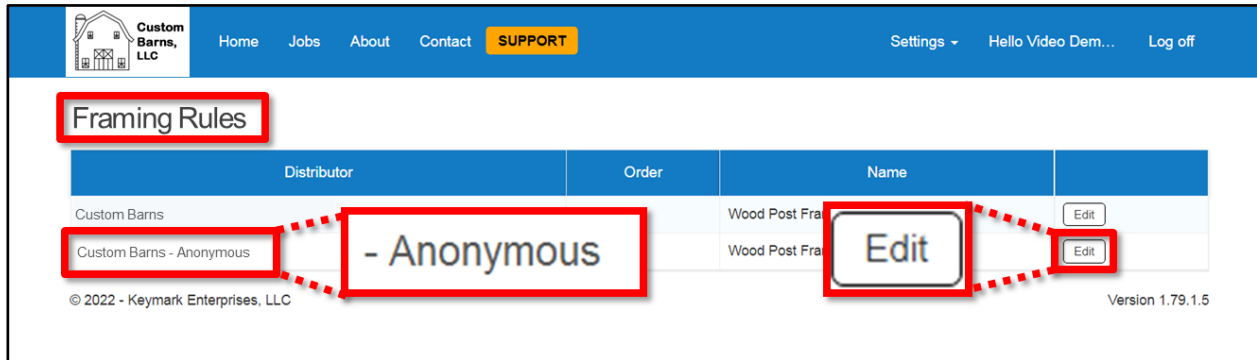 Custom
Barns,
LLC
Home Jobs About Contact SUPPORT Settings Hello Video Dem... Log off
Framing Rules
Distributor Order Name
Custom Barns Wood Post Fra Edit
Custom Barns - Anonymous - Anonymous Wood Post Fra Edit Edit
© 2022 - Keymark Enterprises, LLC Version 1.79.1.5